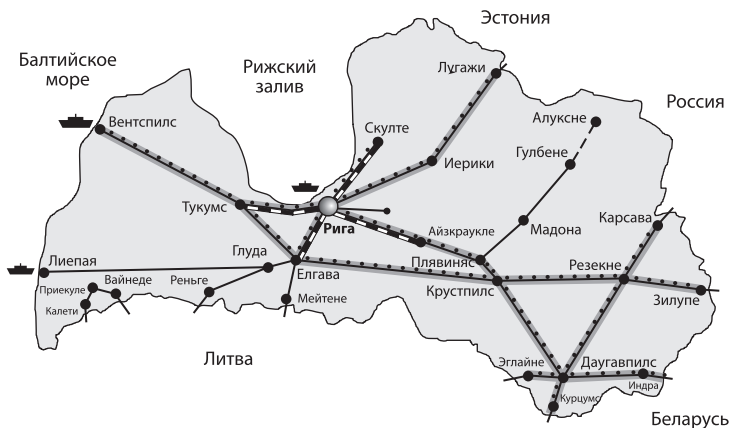 Эстония
Балтийское
море
Рижский
залив
Лугажи
Россия
Вентспилс
Скулте
Алуксне
Гулбене
Иерики
Тукумс
Рига
Айзкраукле
Мадона
Карсава
Лиепая
Глуда
Елгава
Плявиняс
Крустпилс
Резекне
Зилупе
Приекуле
Вайнеде
Реньге
Мейтене
Калети
Литва
Эглайне
Даугавпилс
Индра
Курцумс
Беларусь